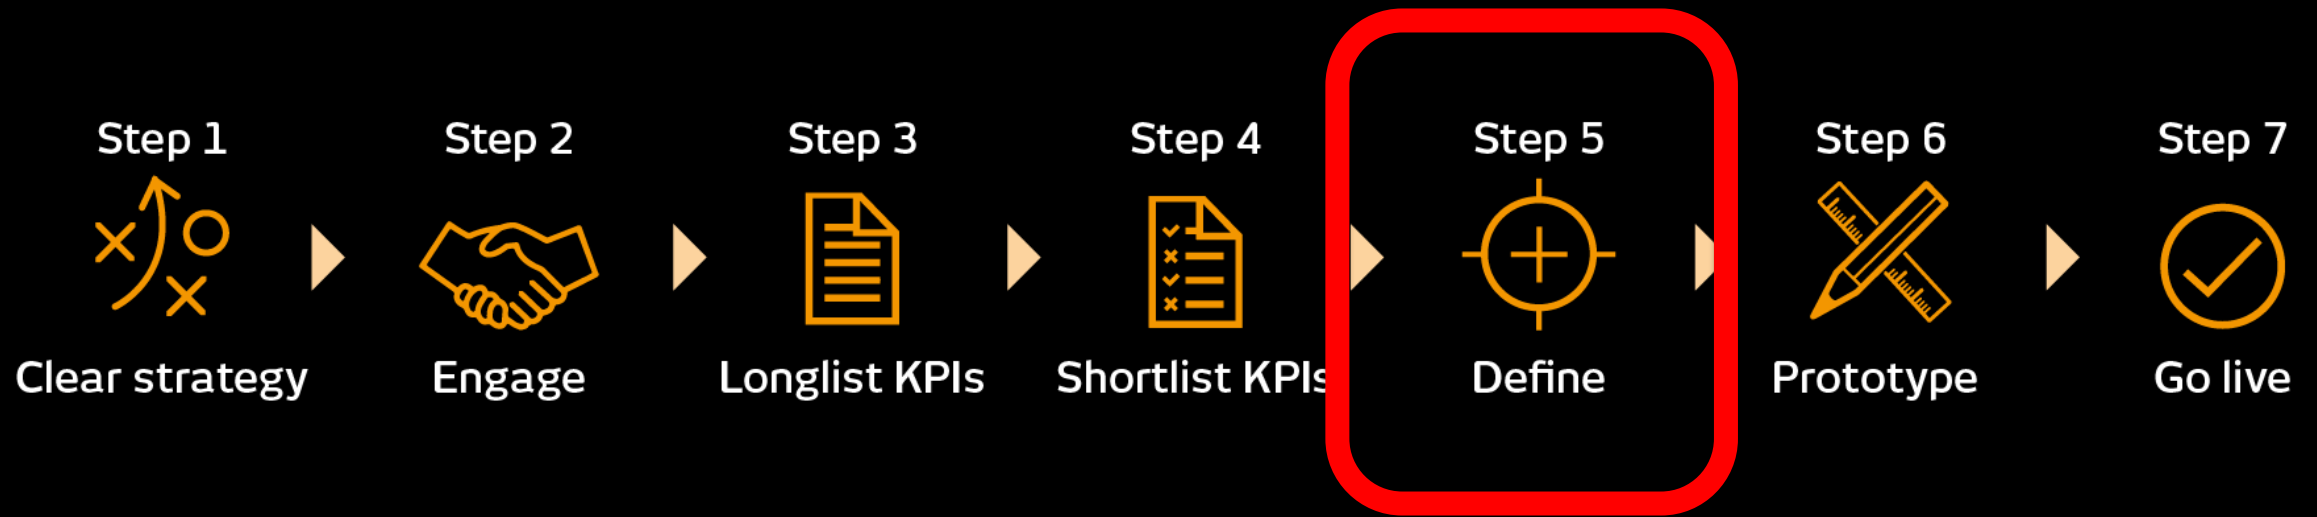 Step 1
Step 2
Step 3
Step 4
Step 5
Step 6
Step 7
Clear strategy
Engage
Longlist KPIs
Shortlist KPIs
Define
Prototype
Go live